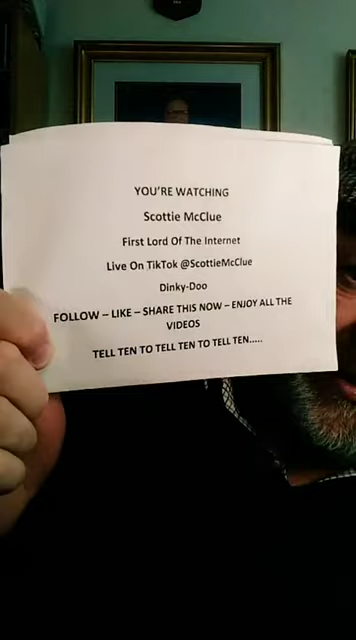 YOU'RE WATCHING
Scottie McClue
First Lord Of The Internet
Live On TikTok @ScottieMcClue
Dinky-Doo
FOLLOW – LIKE – SHARE THIS NOW – ENJOY ALL THE
VIDEOS
TELL TEN TO TELL TEN TO TELL TEN.....